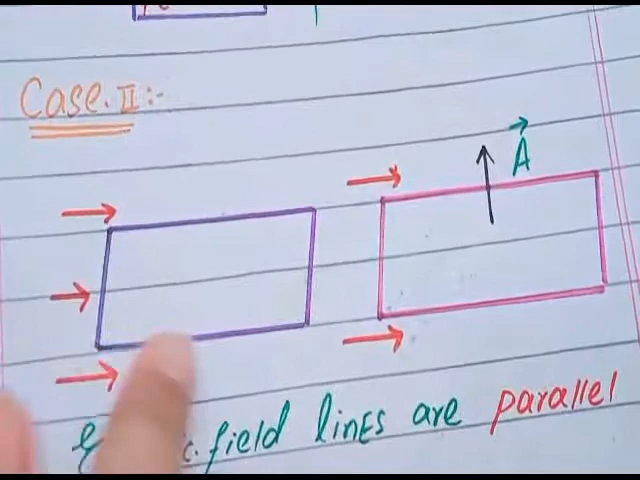 Case. II :-
A
field lines are parallel